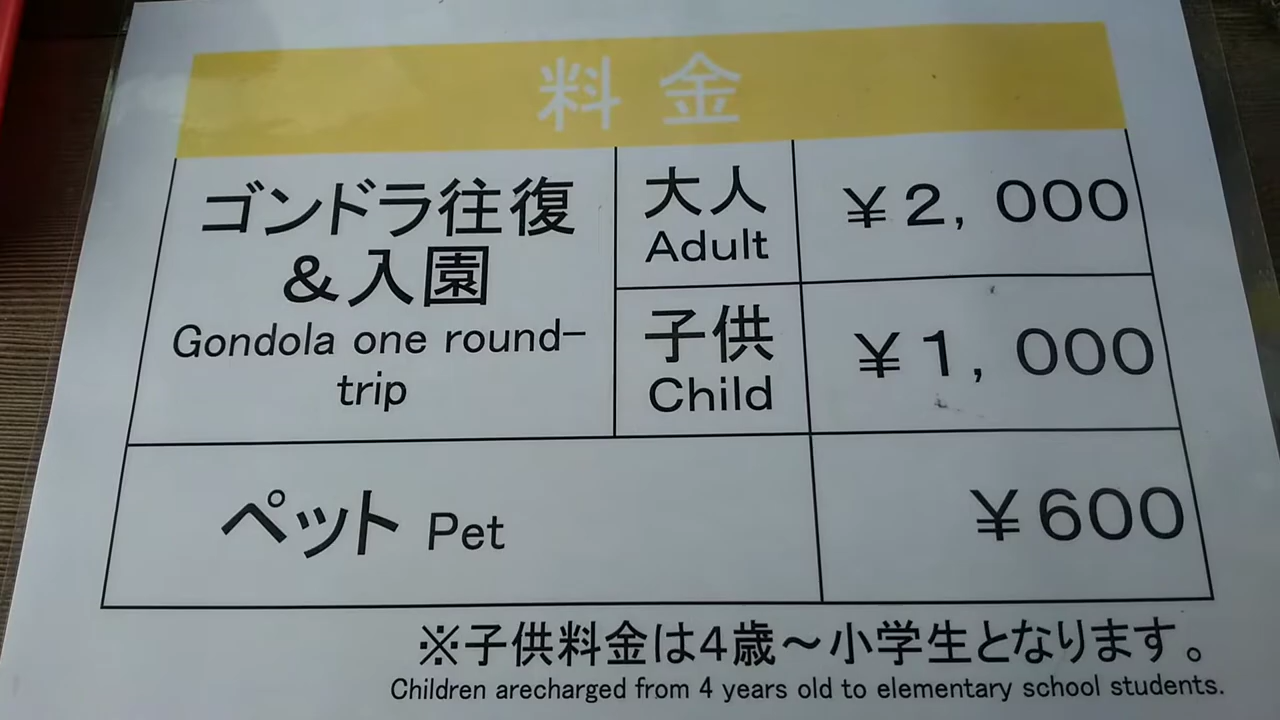 料金
ゴンドラ往復
&入園
Gondola one round-
trip
大人
Adult
¥2,000
子供
Child
¥1,000
ペット Pet
¥600
※子供料金は4歳~小学生となります。
Children arecharged from 4 years old to elementary school students.